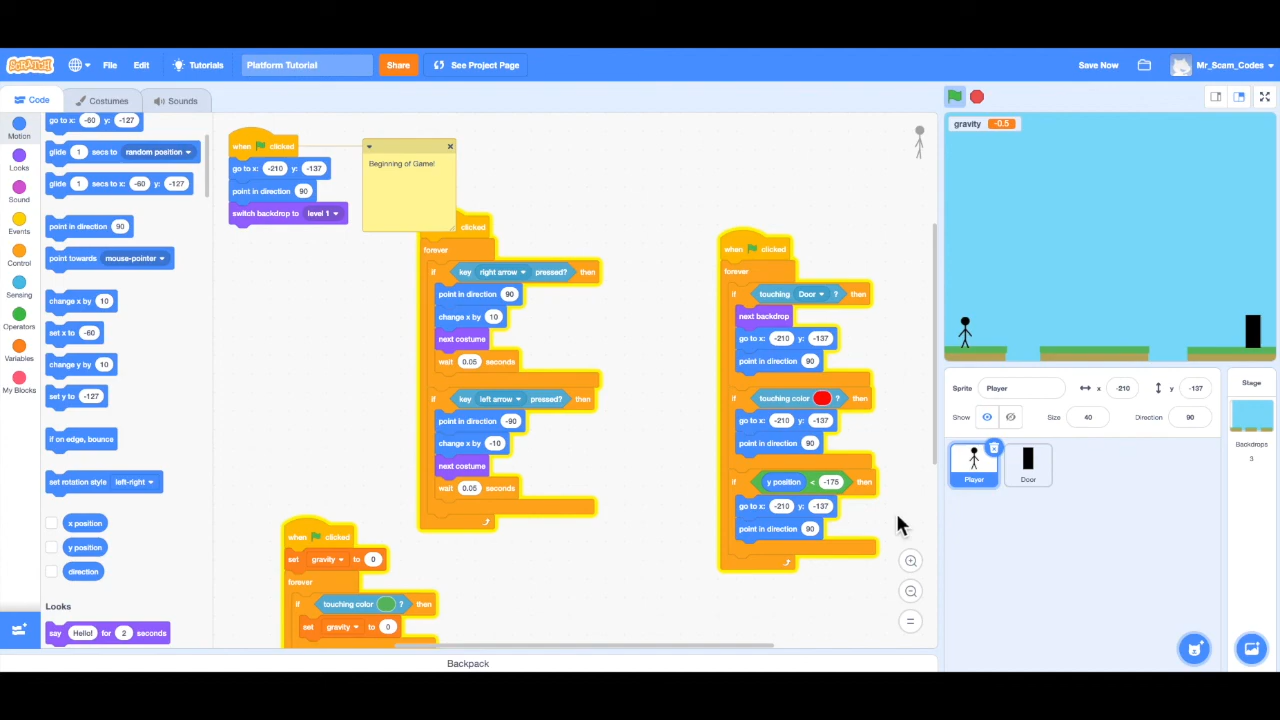 SCRATCH
File
Edit
Tutorials
Platform Tutorial
Share
See Project Page
Save Now
Mr_Scam_Codes
Code
Costumes
Sounds
Motion
Looks
Sound
Events
Control
Sensing
Operators
Variables
My Blocks
go to x: -60 y: -127
glide 1 secs to random position
glide 1 secs to x: -60 y: -127
point in direction 90
point towards mouse-pointer
change x by 10
set x to -60
change y by 10
set y to -127
if on edge, bounce
set rotation style left-right
x position
y position
direction
Looks
say Hello! for 2 seconds
when clicked
go to x: -210 y: -137
point in direction 90
switch backdrop to level 1
Beginning of Game!
clicked
forever
if key right arrow pressed? then
point in direction 90
change x by 10
next costume
wait 0.05 seconds
if key left arrow pressed? then
point in direction -90
change x by -10
next costume
wait 0.05 seconds
when clicked
set gravity to 0
forever
if touching color ? then
set gravity to 0
when clicked
forever
if touching Door ? then
next backdrop
go to x: -210 y: -137
point in direction 90
if touching color ? then
go to x: -210 y: -137
point in direction 90
if y position < -175 then
go to x: -210 y: -137
point in direction 90
Backpack
gravity -0.5
Sprite Player x -210 y -137
Show Size 40 Direction 90
Player
Door
Stage
Backdrops
3